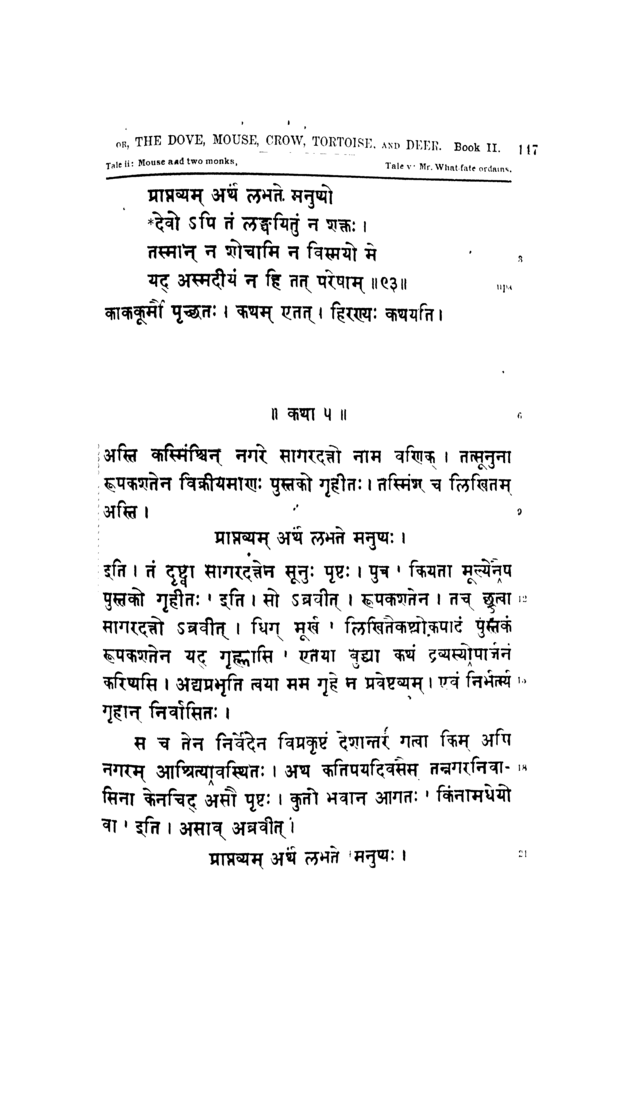 OR, THE DOVE, MOUSE, CROW, TORTOISE, AND DEER. Book II. 147
Tale ii: Mouse and two monks, Tale v: Mr. What fate ordains.
प्राप्तव्यम् अर्थं लभते मनुष्यो
*देवो ऽपि तं लङ्घयितुं न शक्तः ।
तस्मान् न शोचामि न विस्मयो मे 3
यद् अस्मदीयं न हि तत् परेषाम् ॥९३॥ upa
काककूर्मौ पृच्छतः । कथम् एतत् । हिरण्यः कथयति ।
॥ कथा ५ ॥ 6
अस्ति कस्मिंश्चिन् नगरे सागरदत्तो नाम वणिक् । तत्सूनुना
रूपकशतेन विक्रीयमाणः पुस्तको गृहीतः । तस्मिंश् च लिखितम्
अस्ति । 9
प्राप्तव्यम् अर्थं लभते मनुष्यः ।
इति । तं दृष्ट्वा सागरदत्तेन सूनुः पृष्टः । पुत्र ' कियता मूल्येनैष
पुस्तको गृहीतः ' इति । सो ऽब्रवीत् । रूपकशतेन । तच् छ्रुत्वा 12
सागरदत्तो ऽब्रवीत् । धिग् मूर्ख ' लिखितैकश्लोकपादं पुस्तकं
रूपकशतेन यद् गृह्णासि ' एतया बुद्ध्या कथं द्रव्यस्योपार्जनं
करिष्यसि । अद्यप्रभृति त्वया मम गृहे न प्रवेष्टव्यम् । एवं निर्भर्त्स्य 15
गृहान् निर्वासितः ।
स च तेन निर्वेदेन विप्रकृष्टं देशान्तरं गत्वा किम् अपि
नगरम् आश्रित्यावस्थितः । अथ कतिपयदिवसैस् तन्नगरनिवा- 18
सिना केनचिद् असौ पृष्टः । कुतो भवान् आगतः ' किंनामधेयो
वा ' इति । असाव् अब्रवीत् ।
प्राप्तव्यम् अर्थं लभते मनुष्यः । 21